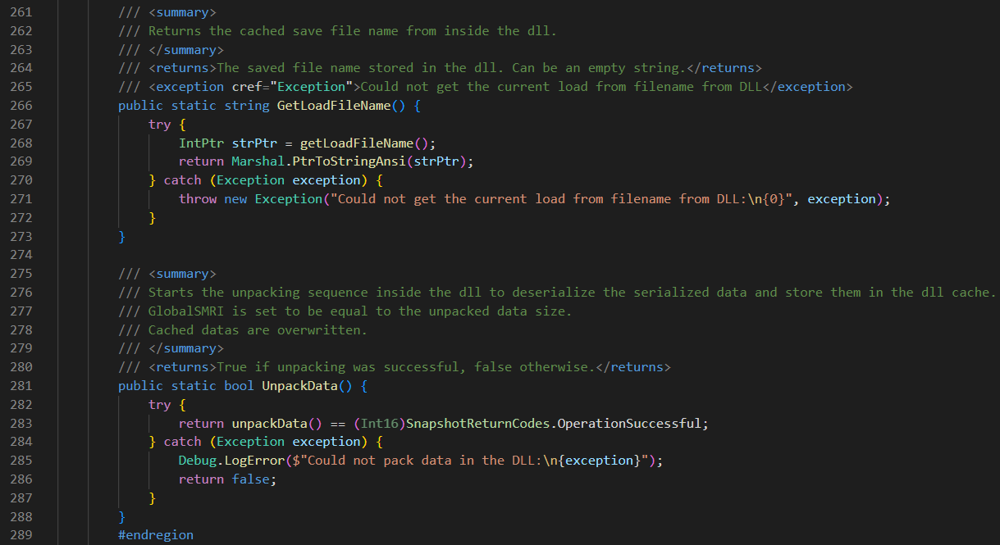 261 /// <summary>
262 /// Returns the cached save file name from inside the dll.
263 /// </summary>
264 /// <returns>The saved file name stored in the dll. Can be an empty string.</returns>
265 /// <exception cref="Exception">Could not get the current load from filename from DLL</exception>
266 public static string GetLoadFileName() {
267 try {
268 IntPtr strPtr = getLoadFileName();
269 return Marshal.PtrToStringAnsi(strPtr);
270 } catch (Exception exception) {
271 throw new Exception("Could not get the current load from filename from DLL:\n{0}", exception);
272 }
273 }
274
275 /// <summary>
276 /// Starts the unpacking sequence inside the dll to deserialize the serialized data and store them in the dll cache.
277 /// GlobalSMRI is set to be equal to the unpacked data size.
278 /// Cached datas are overwritten.
279 /// </summary>
280 /// <returns>True if unpacking was successful, false otherwise.</returns>
281 public static bool UnpackData() {
282 try {
283 return unpackData() == (Int16)SnapshotReturnCodes.OperationSuccessful;
284 } catch (Exception exception) {
285 Debug.LogError($"Could not pack data in the DLL:\n{exception}");
286 return false;
287 }
288 }
289 #endregion